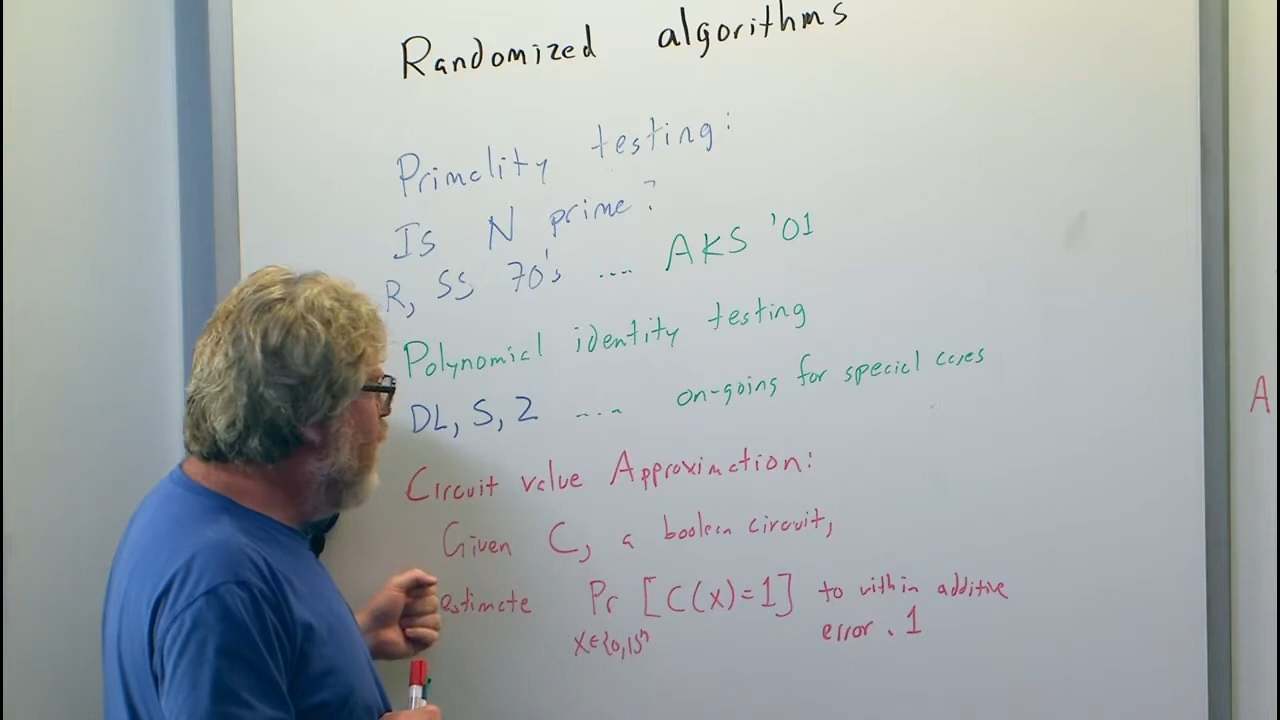 Randomized algorithms
Primality testing:
Is N prime?
R, SS 70's .... AKS '01
Polynomial identity testing
DL, S, Z .... on-going for special cases
Circuit value Approximation:
Given C, a boolean circuit,
estimate Pr [C(x)=1] to within additive
x∈{0,1}ⁿ error .1
A